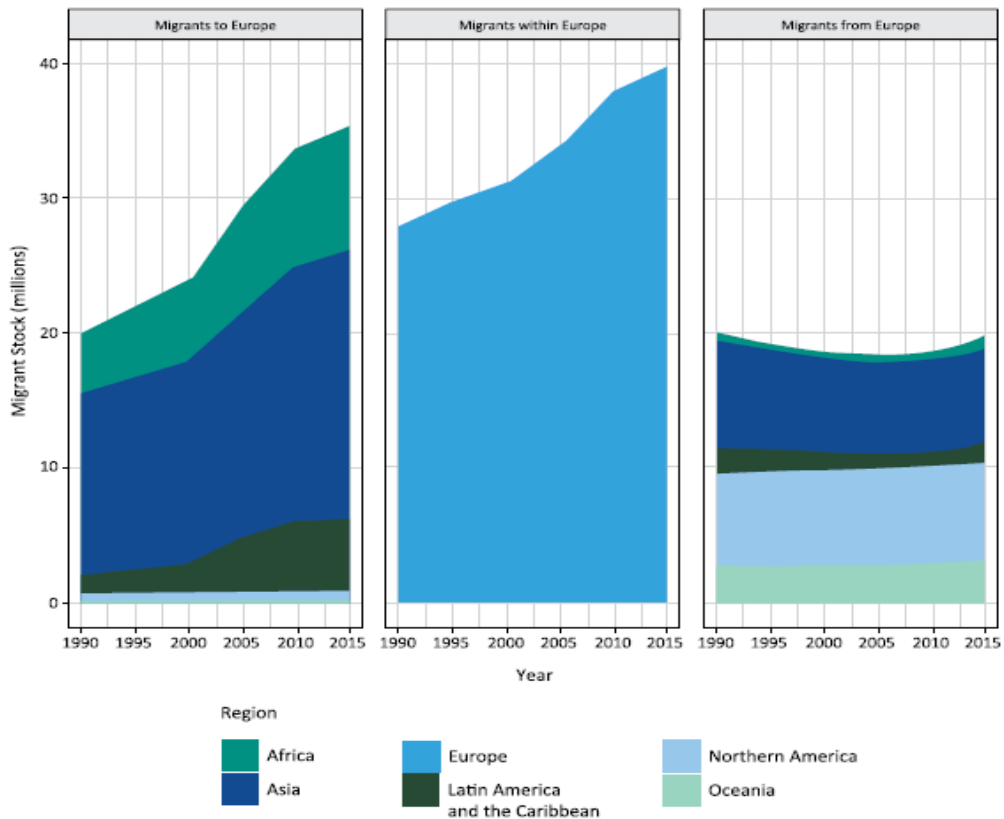 Migrants to Europe
Migrants within Europe
Migrants from Europe
Migrant Stock (millions)
40
30
20
10
0
1990 1995 2000 2005 2010 2015
1990 1995 2000 2005 2010 2015
1990 1995 2000 2005 2010 2015
Year
Region
Africa
Europe
Northern America
Asia
Latin America
and the Caribbean
Oceania